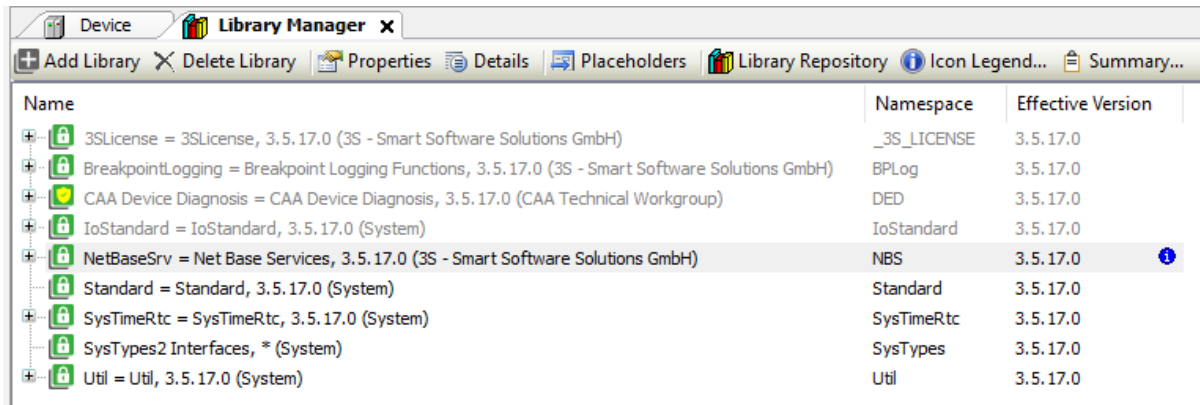 Device Library Manager x
Add Library Delete Library Properties Details Placeholders Library Repository Icon Legend... Summary...
Name Namespace Effective Version
3SLicense = 3SLicense, 3.5.17.0 (3S - Smart Software Solutions GmbH) _3S_LICENSE 3.5.17.0
BreakpointLogging = Breakpoint Logging Functions, 3.5.17.0 (3S - Smart Software Solutions GmbH) BPLog 3.5.17.0
CAA Device Diagnosis = CAA Device Diagnosis, 3.5.17.0 (CAA Technical Workgroup) DED 3.5.17.0
IoStandard = IoStandard, 3.5.17.0 (System) IoStandard 3.5.17.0
NetBaseSrv = Net Base Services, 3.5.17.0 (3S - Smart Software Solutions GmbH) NBS 3.5.17.0
Standard = Standard, 3.5.17.0 (System) Standard 3.5.17.0
SysTimeRtc = SysTimeRtc, 3.5.17.0 (System) SysTimeRtc 3.5.17.0
SysTypes2 Interfaces, * (System) SysTypes 3.5.17.0
Util = Util, 3.5.17.0 (System) Util 3.5.17.0